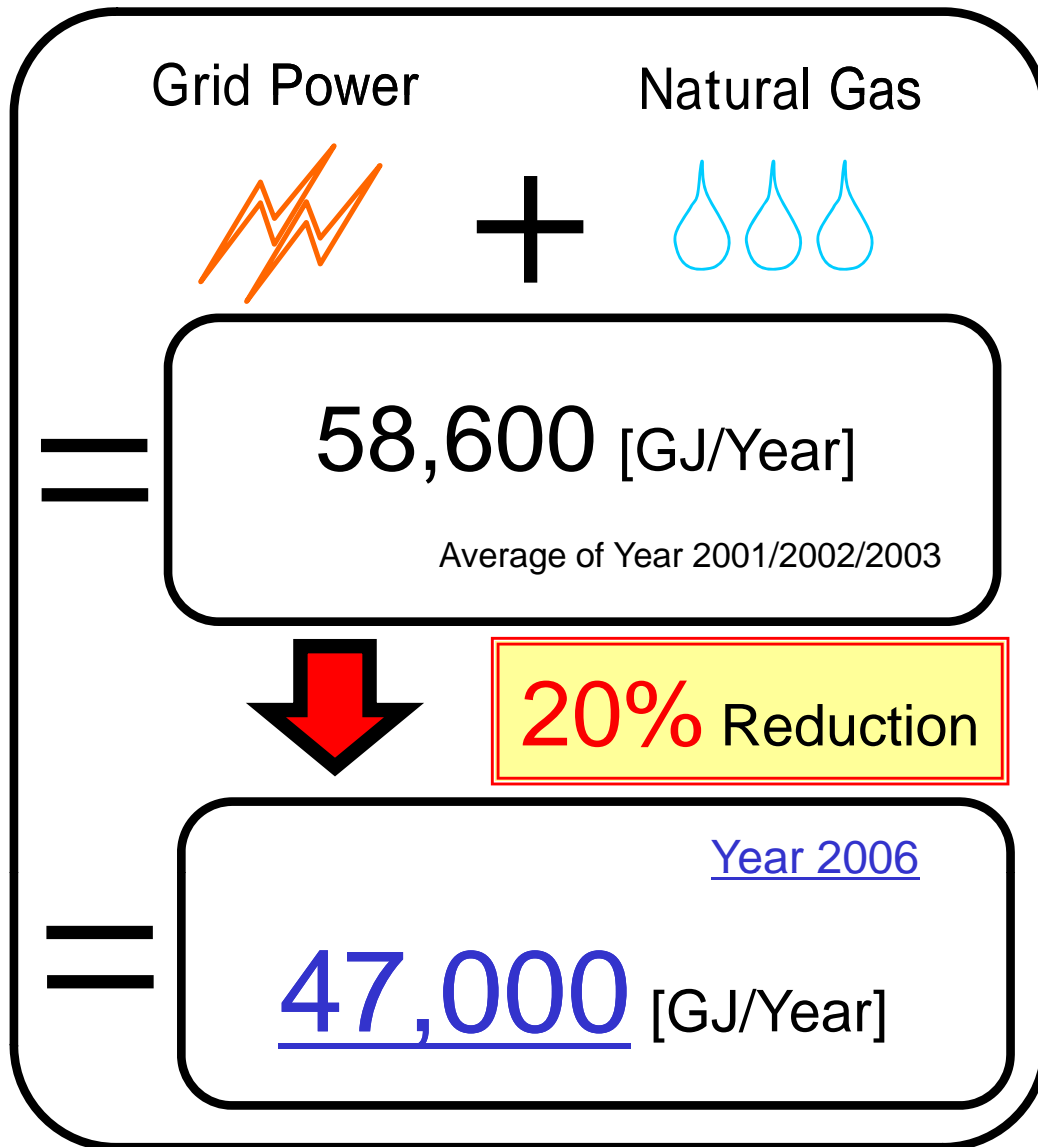 Grid Power
Natural Gas
+
=
58,600 [GJ/Year]
Average of Year 2001/2002/2003
20% Reduction
Year 2006
=
47,000 [GJ/Year]